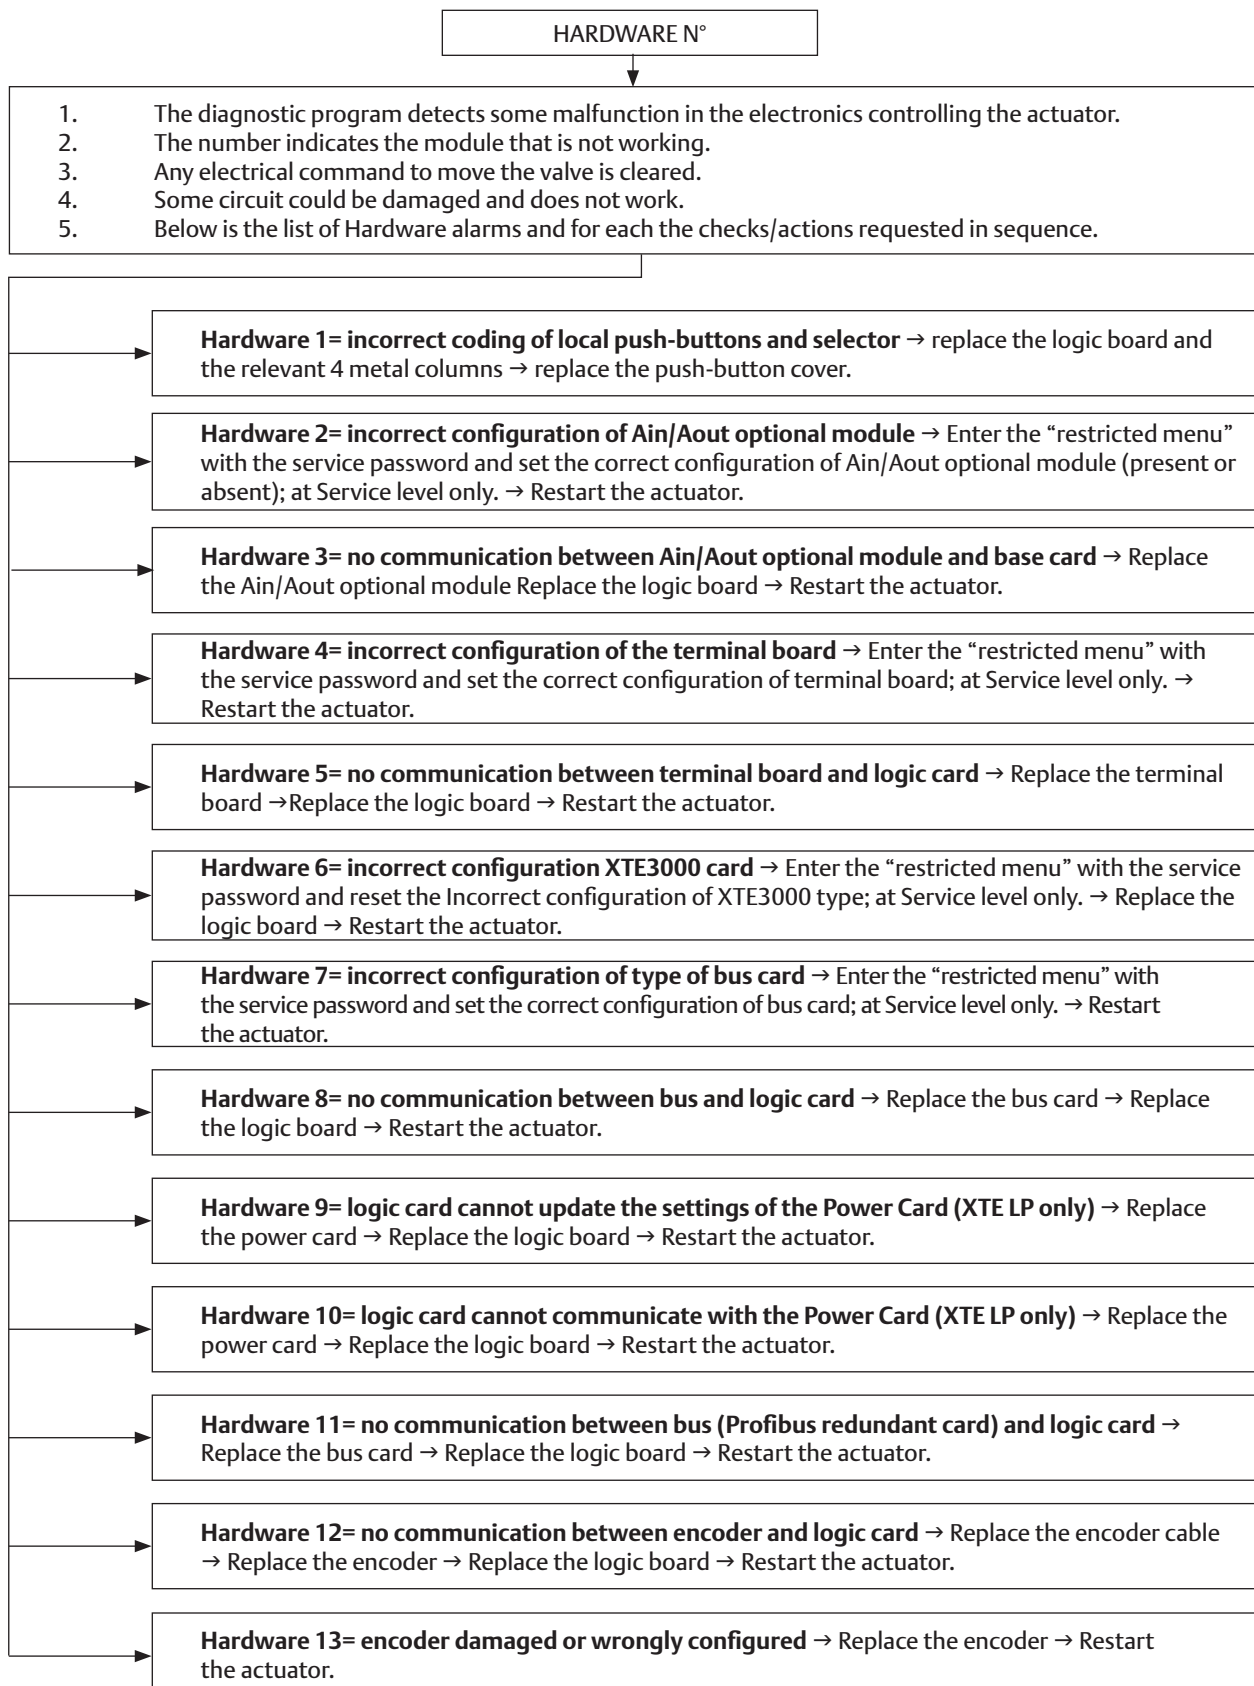 HARDWARE N°
1. The diagnostic program detects some malfunction in the electronics controlling the actuator.
2. The number indicates the module that is not working.
3. Any electrical command to move the valve is cleared.
4. Some circuit could be damaged and does not work.
5. Below is the list of Hardware alarms and for each the checks/actions requested in sequence.
Hardware 1= incorrect coding of local push-buttons and selector → replace the logic board and
the relevant 4 metal columns → replace the push-button cover.
Hardware 2= incorrect configuration of Ain/Aout optional module → Enter the “restricted menu”
with the service password and set the correct configuration of Ain/Aout optional module (present or
absent); at Service level only. → Restart the actuator.
Hardware 3= no communication between Ain/Aout optional module and base card → Replace
the Ain/Aout optional module Replace the logic board → Restart the actuator.
Hardware 4= incorrect configuration of the terminal board → Enter the “restricted menu” with
the service password and set the correct configuration of terminal board; at Service level only. →
Restart the actuator.
Hardware 5= no communication between terminal board and logic card → Replace the terminal
board →Replace the logic board → Restart the actuator.
Hardware 6= incorrect configuration XTE3000 card → Enter the “restricted menu” with the service
password and reset the Incorrect configuration of XTE3000 type; at Service level only. → Replace the
logic board → Restart the actuator.
Hardware 7= incorrect configuration of type of bus card → Enter the “restricted menu” with
the service password and set the correct configuration of bus card; at Service level only. → Restart
the actuator.
Hardware 8= no communication between bus and logic card → Replace the bus card → Replace
the logic board → Restart the actuator.
Hardware 9= logic card cannot update the settings of the Power Card (XTE LP only) → Replace
the power card → Replace the logic board → Restart the actuator.
Hardware 10= logic card cannot communicate with the Power Card (XTE LP only) → Replace the
power card → Replace the logic board → Restart the actuator.
Hardware 11= no communication between bus (Profibus redundant card) and logic card →
Replace the bus card → Replace the logic board → Restart the actuator.
Hardware 12= no communication between encoder and logic card → Replace the encoder cable
→ Replace the encoder → Replace the logic board → Restart the actuator.
Hardware 13= encoder damaged or wrongly configured → Replace the encoder → Restart
the actuator.